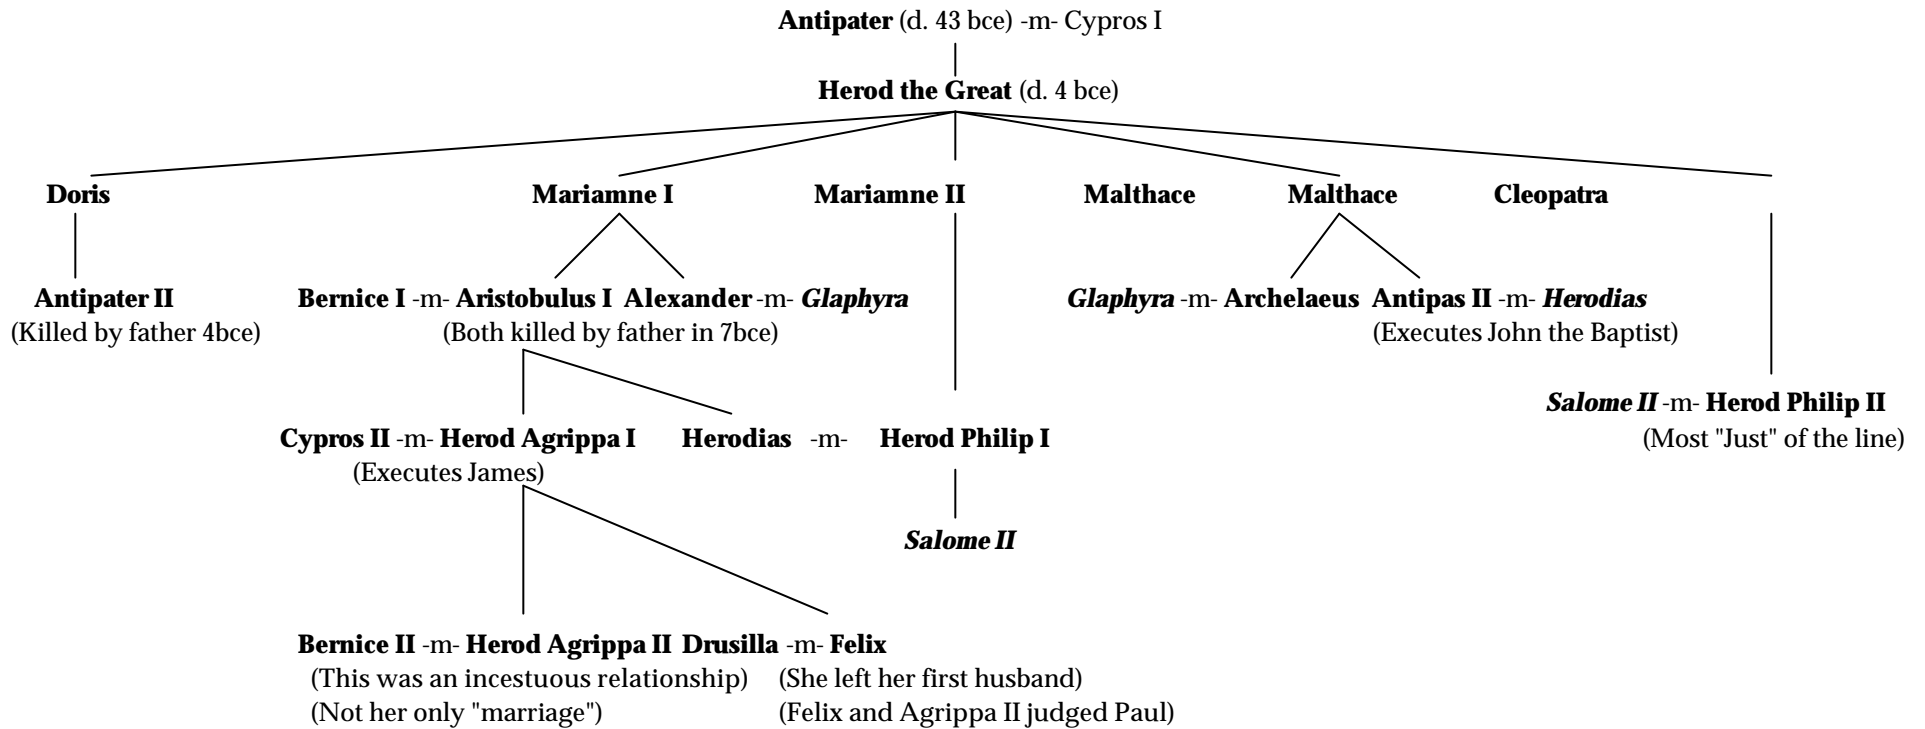 Antipater (d. 43 bce) -m- Cypros I
Herod the Great (d. 4 bce)
Doris Mariamne I Mariamne II Malthace Malthace Cleopatra
Antipater II Bernice I -m- Aristobulus I Alexander -m- Glaphyra Glaphyra -m- Archelaeus Antipas II -m- Herodias
(Killed by father 4bce) (Both killed by father in 7bce) (Executes John the Baptist)
Salome II -m- Herod Philip II
Cypros II -m- Herod Agrippa I Herodias -m- Herod Philip I (Most "Just" of the line)
(Executes James)
Salome II
Bernice II -m- Herod Agrippa II Drusilla -m- Felix
(This was an incestuous relationship) (She left her first husband)
(Not her only "marriage") (Felix and Agrippa II judged Paul)